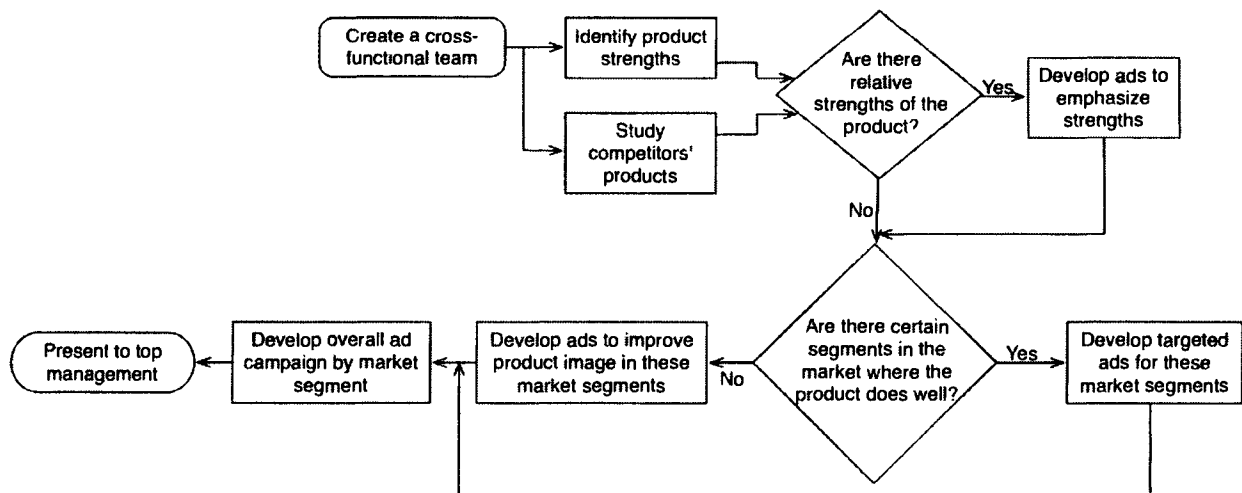 Create a cross-
functional team
Identify product
strengths
Study
competitors'
products
Are there
relative
strengths of the
product?
Yes
Develop ads to
emphasize
strengths
No
Are there certain
segments in the
market where the
product does well?
Yes
Develop targeted
ads for these
market segments
No
Develop ads to improve
product image in these
market segments
Develop overall ad
campaign by market
segment
Present to top
management